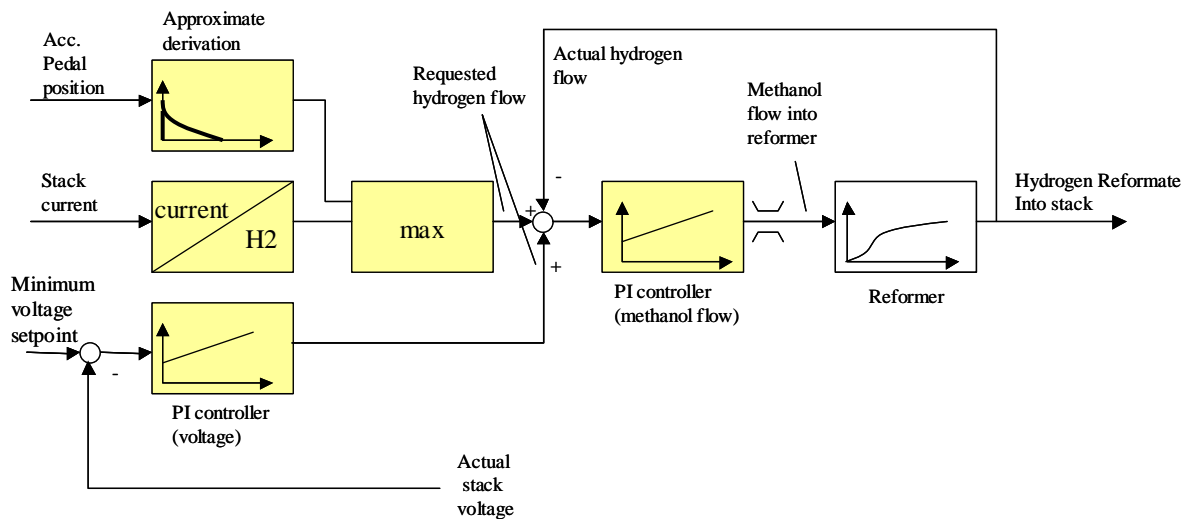 Approximate
derivation
Acc.
Pedal
position
Actual hydrogen
flow
Requested
hydrogen flow
Methanol
flow into
reformer
-
Stack
current
current
H2
max
+
Hydrogen Reformate
Into stack
+
Minimum
voltage
setpoint
PI controller
(methanol flow)
Reformer
-
PI controller
(voltage)
Actual
stack
voltage